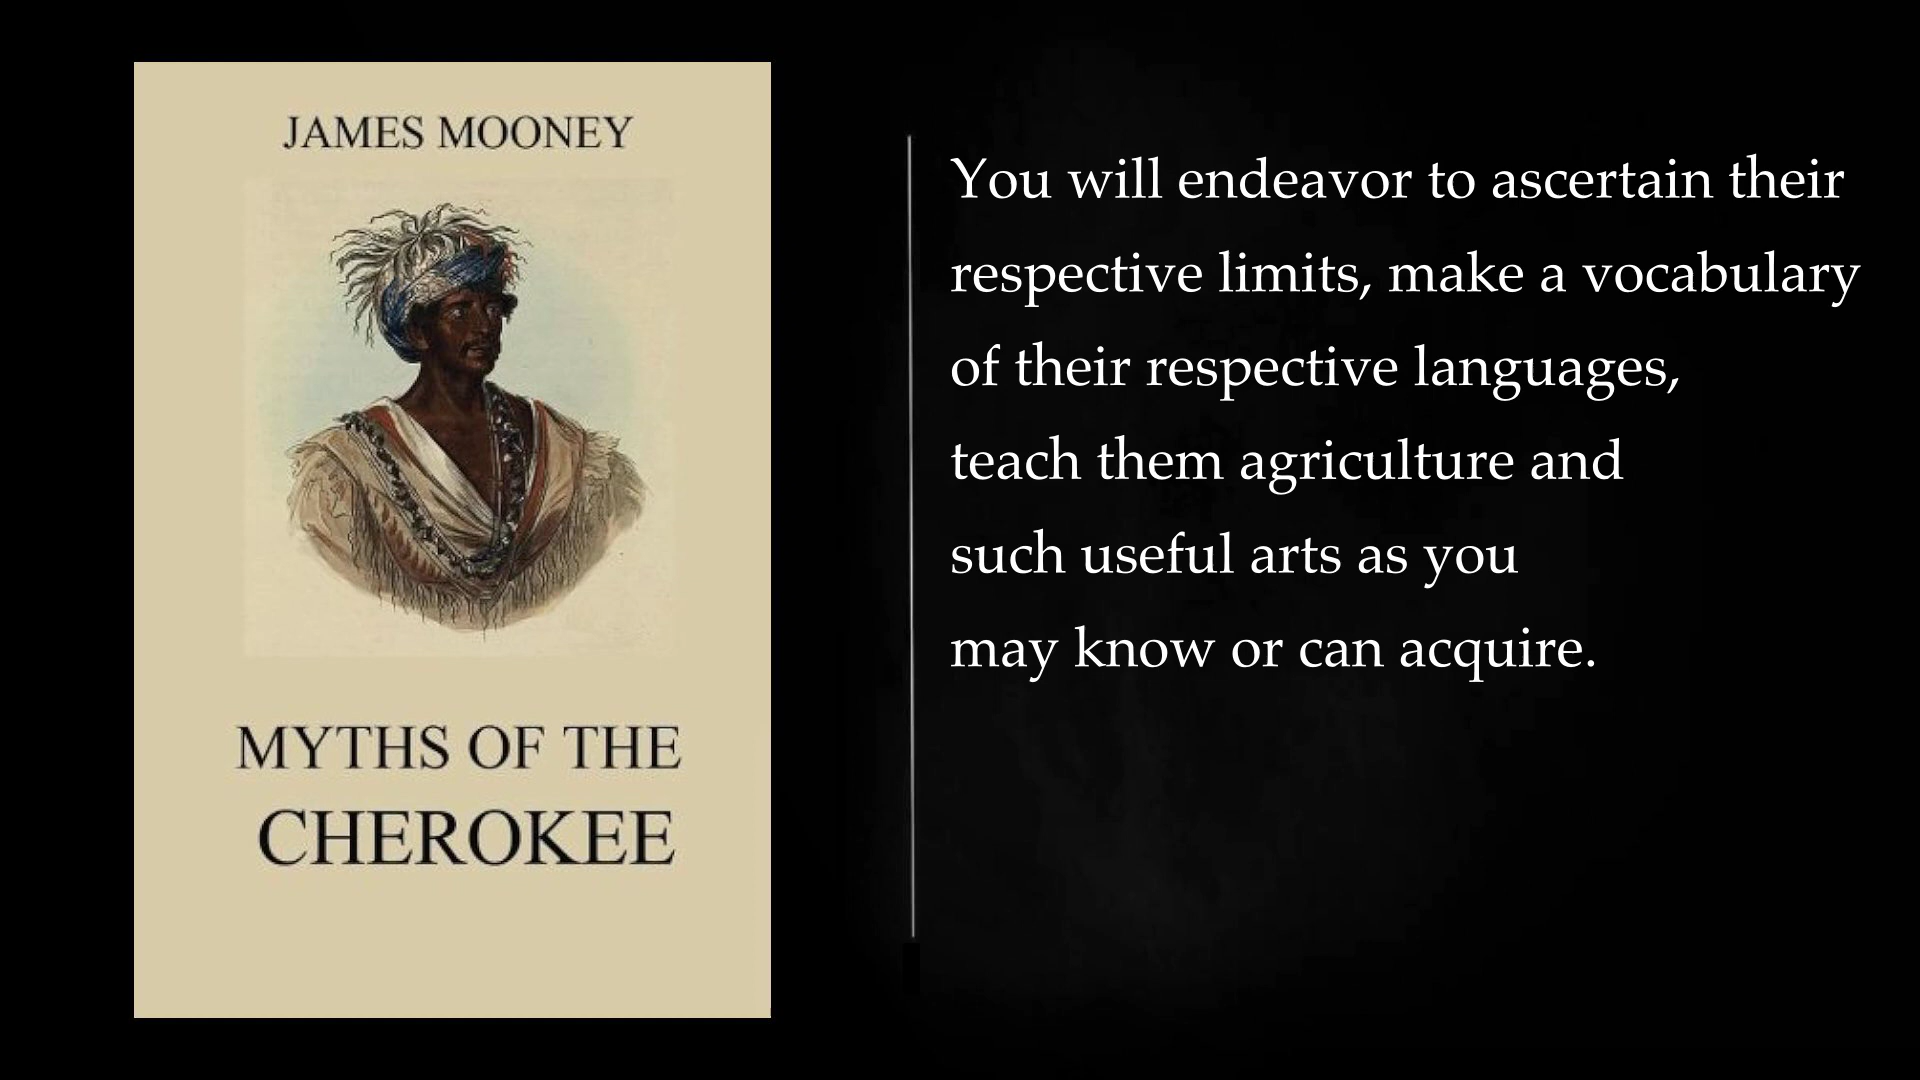 JAMES MOONEY
MYTHS OF THE
CHEROKEE
You will endeavor to ascertain their
respective limits, make a vocabulary
of their respective languages,
teach them agriculture and
such useful arts as you
may know or can acquire.